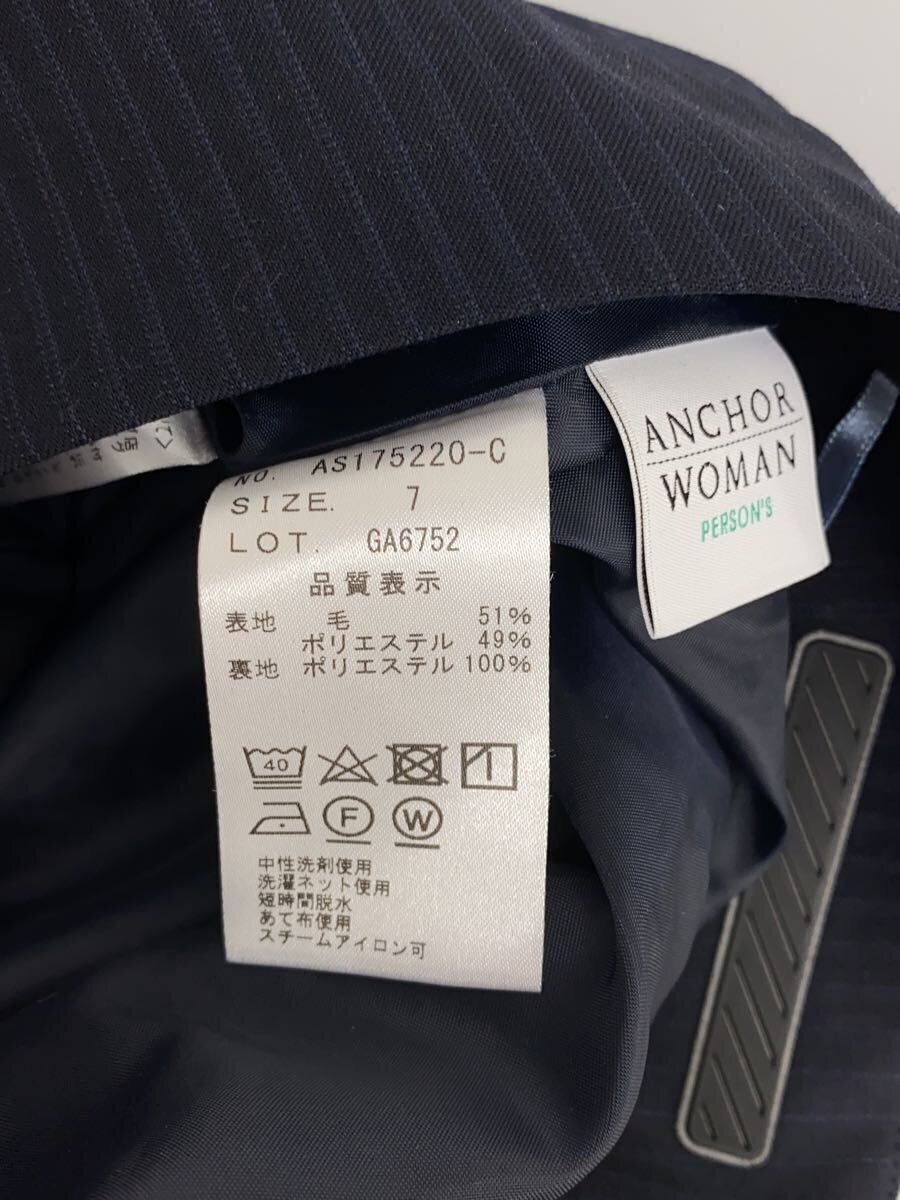 NO. AS175220-C
SIZE. 7
LOT. GA6752
品質表示
表地 毛 51%
ポリエステル 49%
裏地 ポリエステル 100%
40
F W
中性洗剤使用
洗濯ネット使用
短時間脱水
あて布使用
スチームアイロン可
ANCHOR
WOMAN
PERSON'S